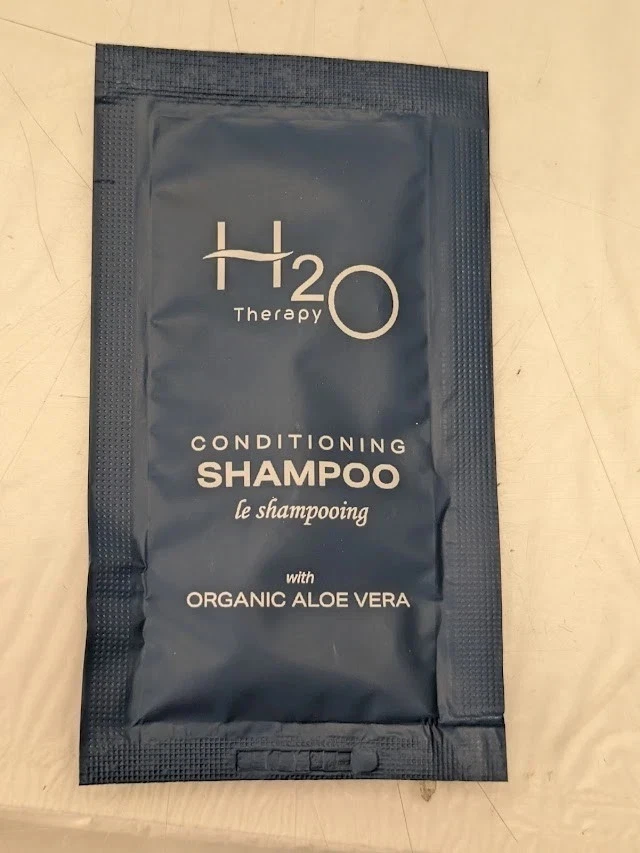 H2O
Therapy
CONDITIONING
SHAMPOO
le shampooing
with
ORGANIC ALOE VERA